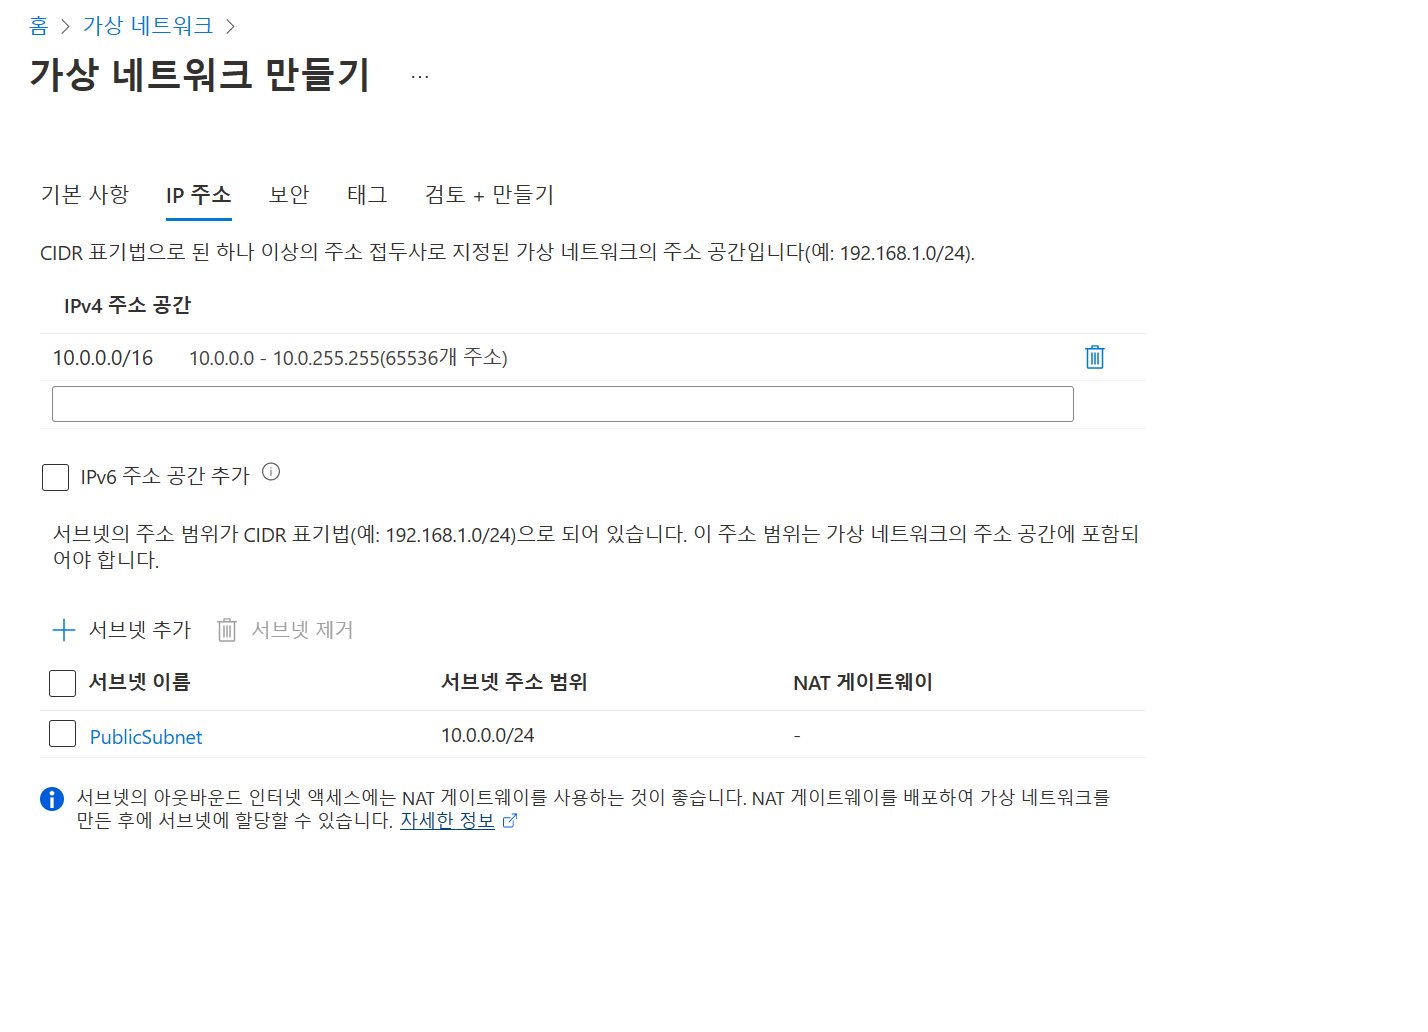 홈 > 가상 네트워크 >
가상 네트워크 만들기 ...
기본 사항 IP 주소 보안 태그 검토 + 만들기
CIDR 표기법으로 된 하나 이상의 주소 접두사로 지정된 가상 네트워크의 주소 공간입니다(예: 192.168.1.0/24).
IPv4 주소 공간
10.0.0.0/16 10.0.0.0 - 10.0.255.255(65536개 주소)
IPv6 주소 공간 추가
서브넷의 주소 범위가 CIDR 표기법(예: 192.168.1.0/24)으로 되어 있습니다. 이 주소 범위는 가상 네트워크의 주소 공간에 포함되
어야 합니다.
+ 서브넷 추가 서브넷 제거
서브넷 이름 서브넷 주소 범위 NAT 게이트웨이
PublicSubnet 10.0.0.0/24 -
서브넷의 아웃바운드 인터넷 액세스에는 NAT 게이트웨이를 사용하는 것이 좋습니다. NAT 게이트웨이를 배포하여 가상 네트워크를
만든 후에 서브넷에 할당할 수 있습니다. 자세한 정보